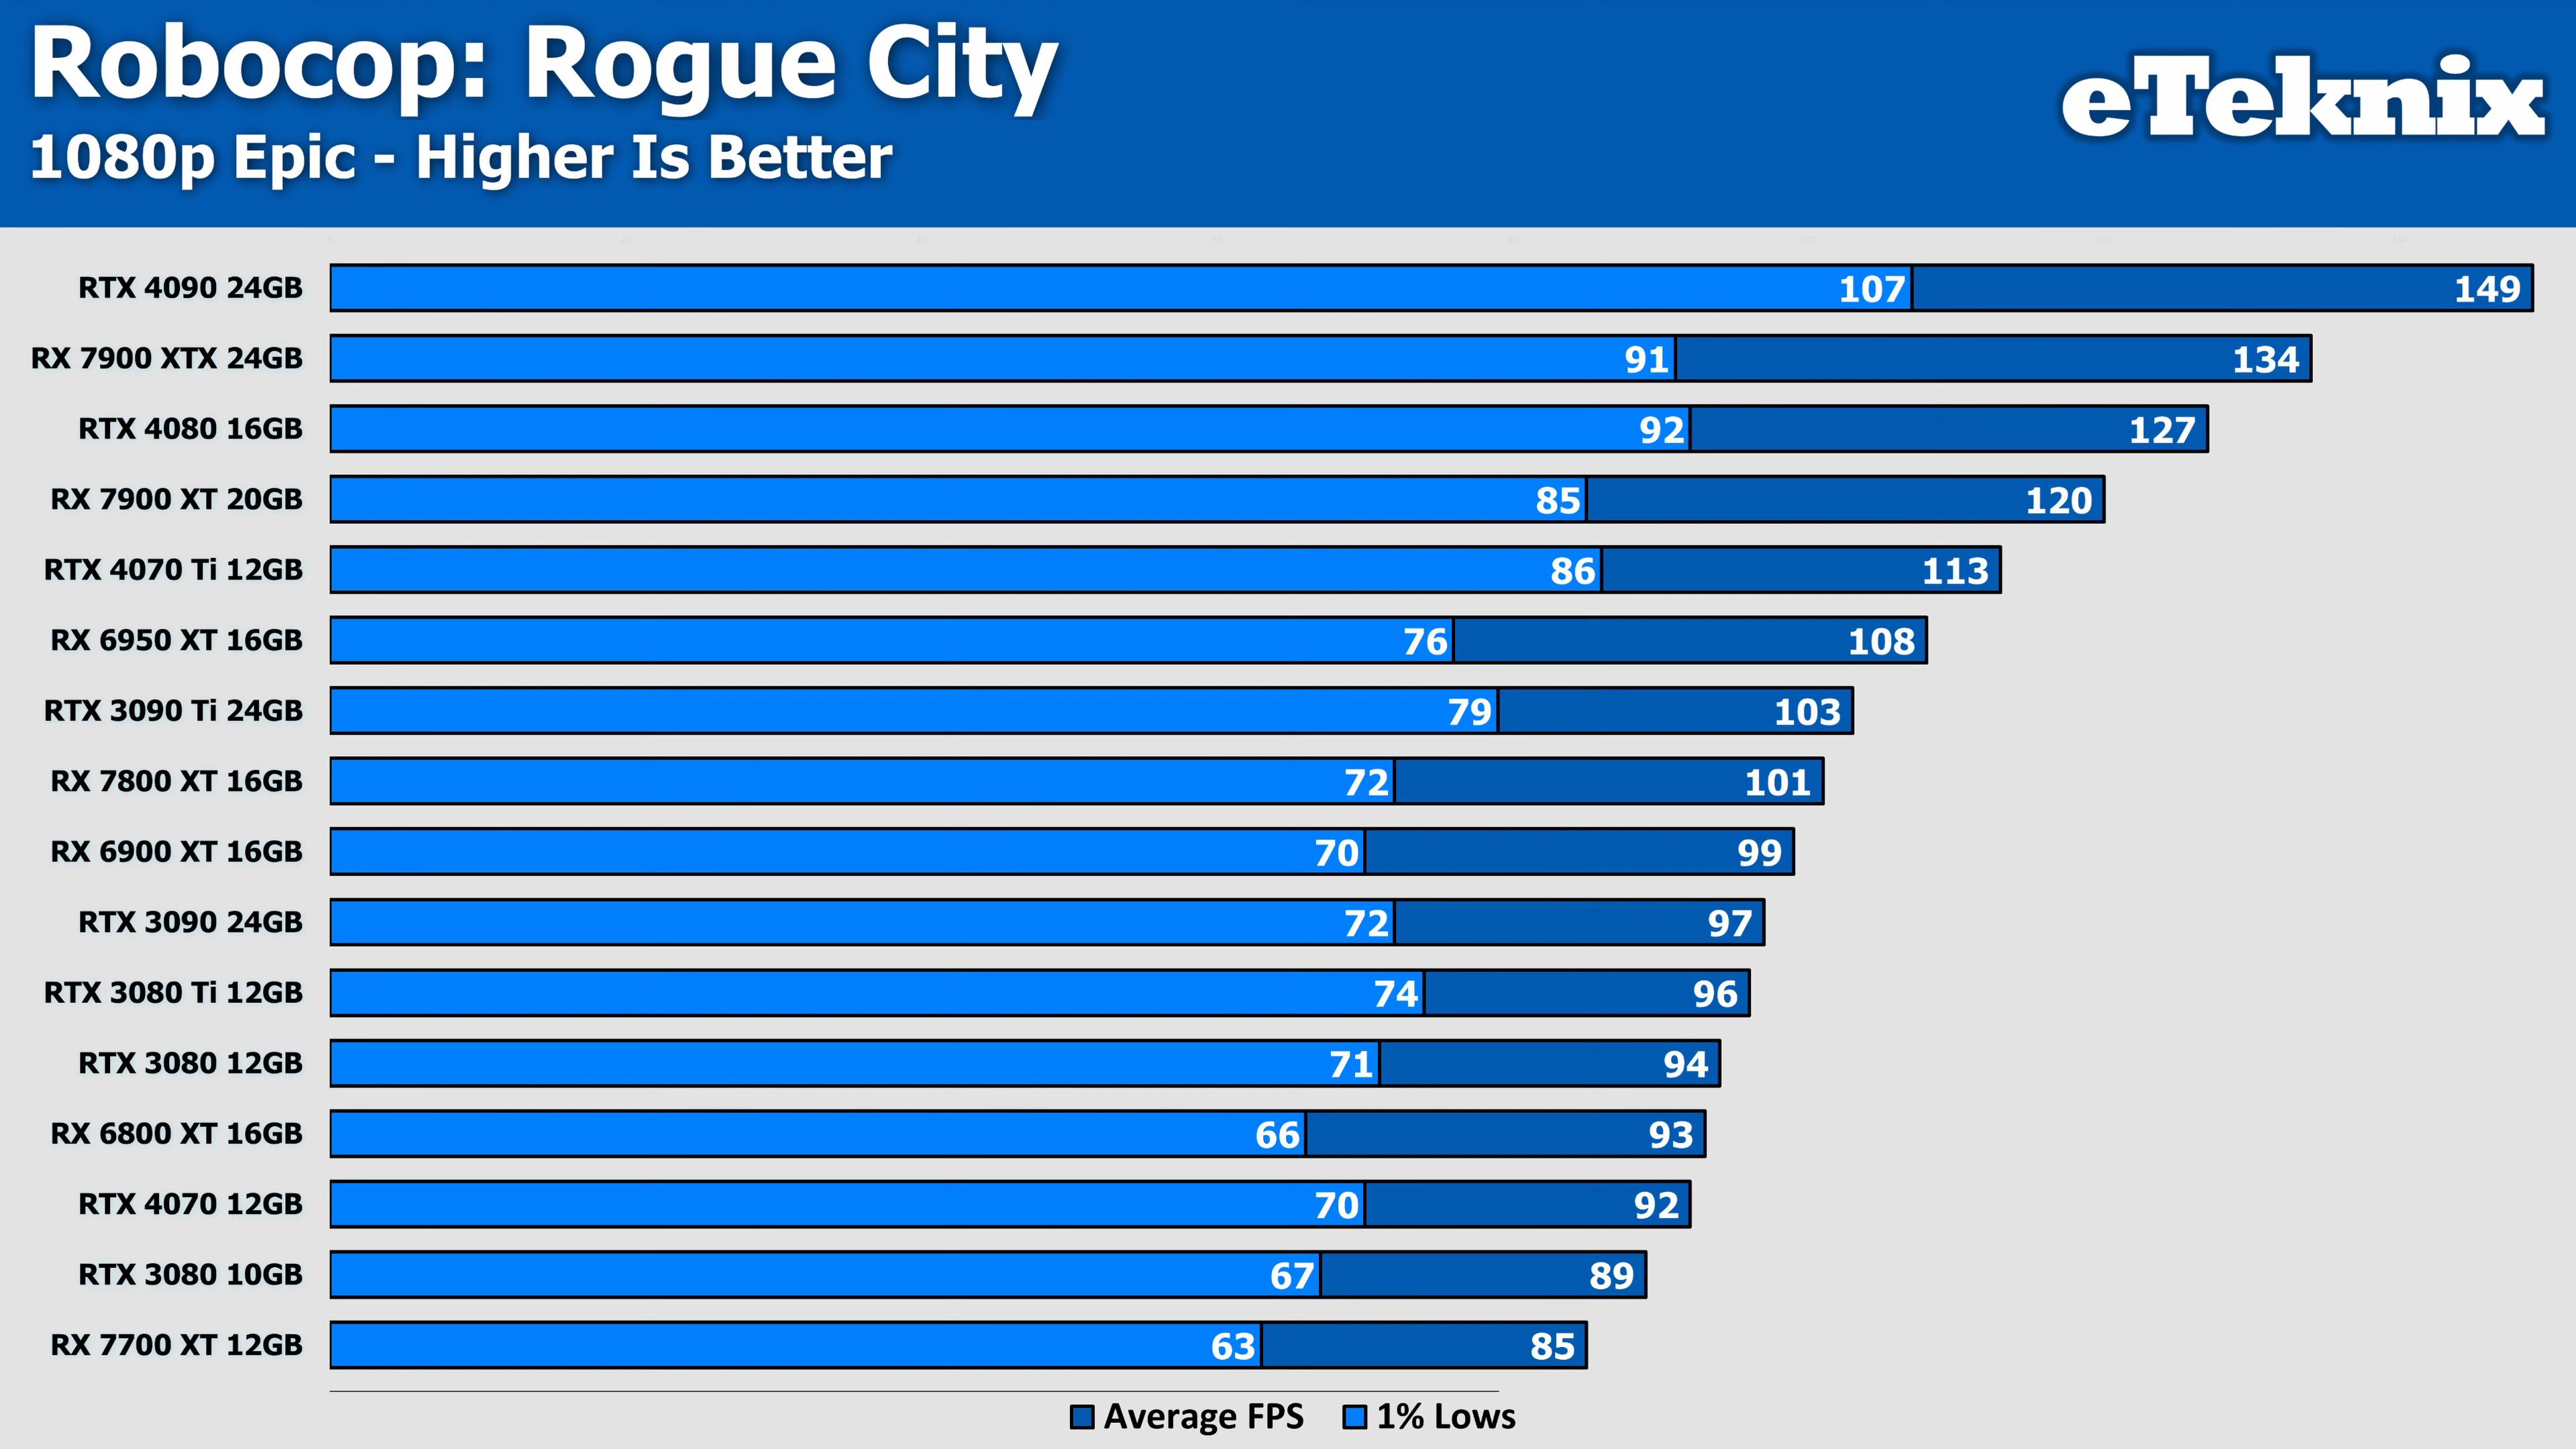 Robocop: Rogue City
1080p Epic - Higher Is Better
eTeknix
RTX 4090 24GB 107 149
RX 7900 XTX 24GB 91 134
RTX 4080 16GB 92 127
RX 7900 XT 20GB 85 120
RTX 4070 Ti 12GB 86 113
RX 6950 XT 16GB 76 108
RTX 3090 Ti 24GB 79 103
RX 7800 XT 16GB 72 101
RX 6900 XT 16GB 70 99
RTX 3090 24GB 72 97
RTX 3080 Ti 12GB 74 96
RTX 3080 12GB 71 94
RX 6800 XT 16GB 66 93
RTX 4070 12GB 70 92
RTX 3080 10GB 67 89
RX 7700 XT 12GB 63 85
Average FPS 1% Lows